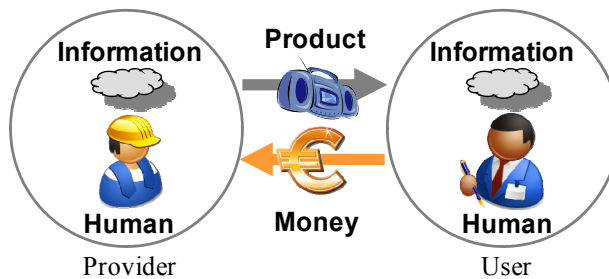 Information
Product
Information
€
Human
Money
Human
Provider
User